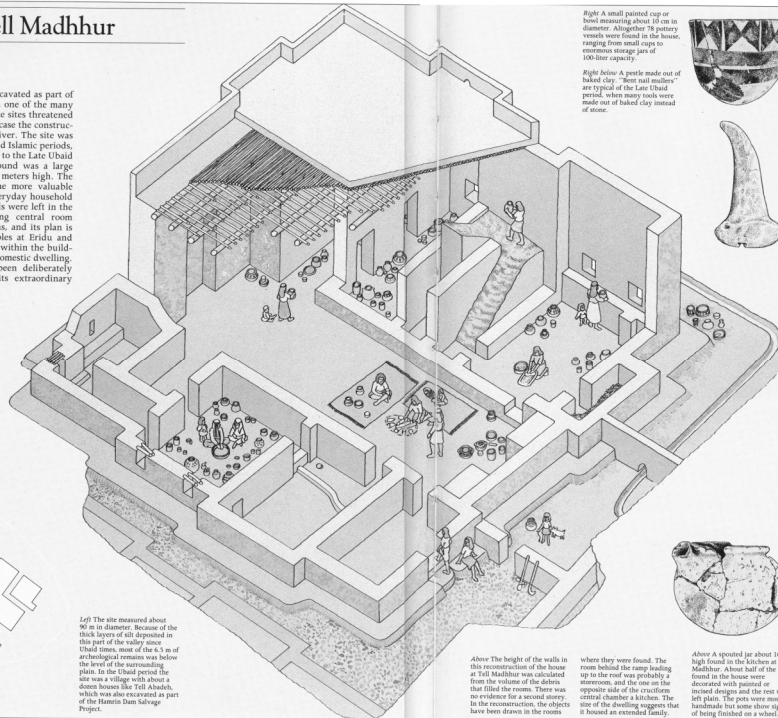 ell Madhhur
cavated as part of
one of the many
e sites threatened
case the construc-
iver. The site was
d Islamic periods,
to the Late Ubaid
ound was a large
meters high. The
e more valuable
eryday household
s were left in the
ng central room
s, and its plan is
les at Eridu and
within the build-
omestic dwelling.
been deliberately
its extraordinary
Right A small painted cup or
bowl measuring about 10 cm in
diameter. Altogether 78 pottery
vessels were found in the house,
ranging from small cups to
enormous storage jars of
100-liter capacity.
Right below A pestle made out of
baked clay. "Bent nail mullers"
are typical of the Late Ubaid
period, when many tools were
made out of baked clay instead
of stone.
Left The site measured about
90 m in diameter. Because of the
thick layers of silt deposited in
this part of the valley since
Ubaid times, most of the 6.5 m of
archeological remains was below
the level of the surrounding
plain. In the Ubaid period the
site was a village with about a
dozen houses like Tell Abadeh,
which was also excavated as part
of the Hamrin Dam Salvage
Project.
Above The height of the walls in
this reconstruction of the house
at Tell Madhhur was calculated
from the volume of the debris
that filled the rooms. There was
no evidence for a second storey.
In the reconstruction, the objects
have been drawn in the rooms
where they were found. The
room behind the ramp leading
up to the roof was probably a
storeroom, and the one on the
opposite side of the cruciform
central chamber a kitchen. The
size of the dwelling suggests that
it housed an extended family.
Above A spouted jar about 1
high found in the kitchen at
Madhhur. About half of the
found in the house were
decorated with painted or
incised designs and the rest
left plain. The pots were mos
handmade but some show s
of being finished on a wheel